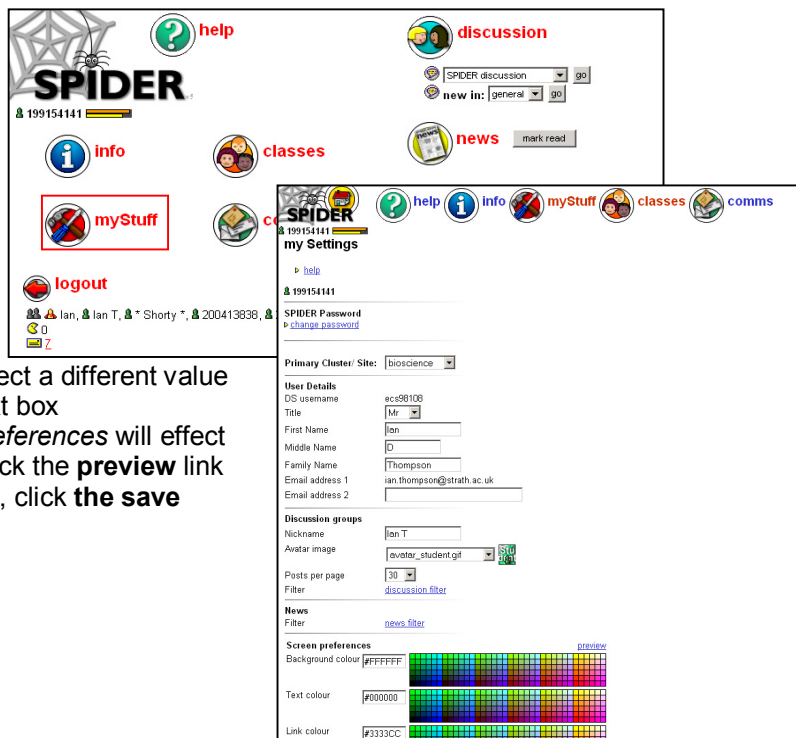 help
discussion
SPIDER
SPIDER discussion go
new in: general go
199154141
info
classes
news mark read
myStuff
logout
Ian, Ian T, * Shorty *, 200413838,
0
7
SPIDER
help info myStuff classes comms
199154141
my Settings
help
199154141
SPIDER Password
change password
Primary Cluster/ Site: bioscience
User Details
DS username ecs98108
Title Mr
First Name Ian
Middle Name D
Family Name Thompson
Email address 1 ian.thompson@strath.ac.uk
Email address 2
Discussion groups
Nickname Ian T
Avatar image avatar_student.gif
Posts per page 30
Filter discussion filter
News
Filter news filter
Screen preferences preview
Background colour #FFFFFF
Text colour #000000
Link colour #3333CC
ect a different value
t box
eferences will effect
ck the preview link
, click the save